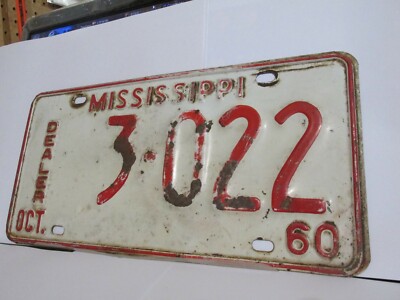 MISSISSIPPI
DEALER
3·022
OCT.
60